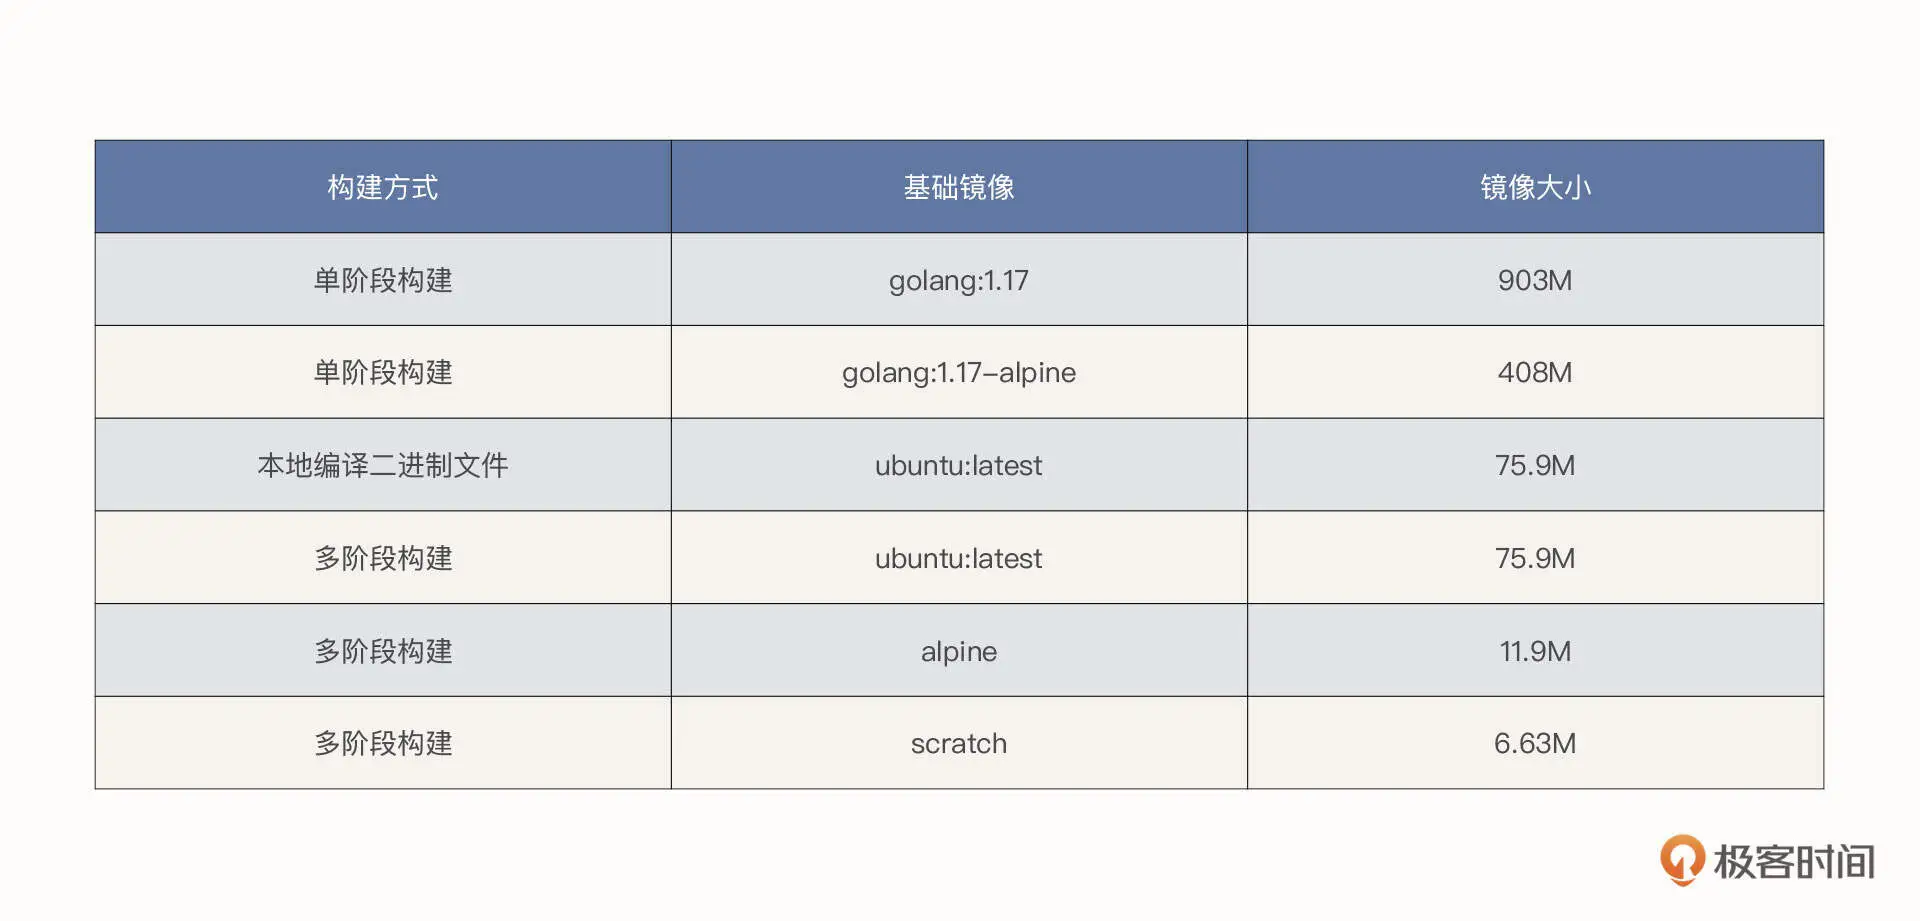 构建方式 基础镜像 镜像大小
单阶段构建 golang:1.17 903M
单阶段构建 golang:1.17-alpine 408M
本地编译二进制文件 ubuntu:latest 75.9M
多阶段构建 ubuntu:latest 75.9M
多阶段构建 alpine 11.9M
多阶段构建 scratch 6.63M
极客时间